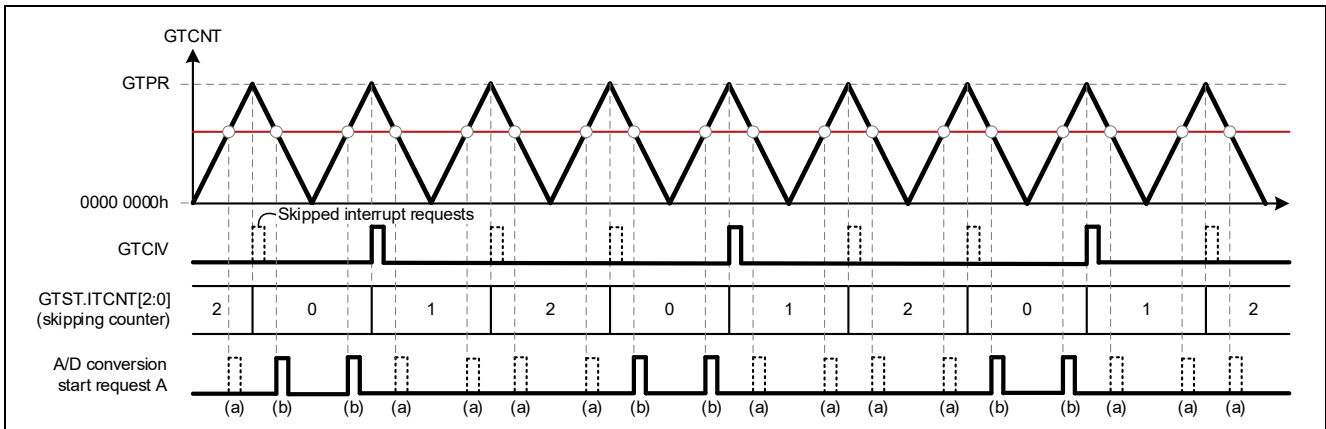 GTCNT
GTPR
0000 0000h
Skipped interrupt requests
GTCIV
GTST.ITCNT[2:0]
(skipping counter)
2 0 1 2 0 1 2 0 1 2
A/D conversion
start request A
(a) (b) (b) (a) (a) (a) (a) (b) (b) (a) (a) (a) (a) (b) (b) (a) (a) (a)